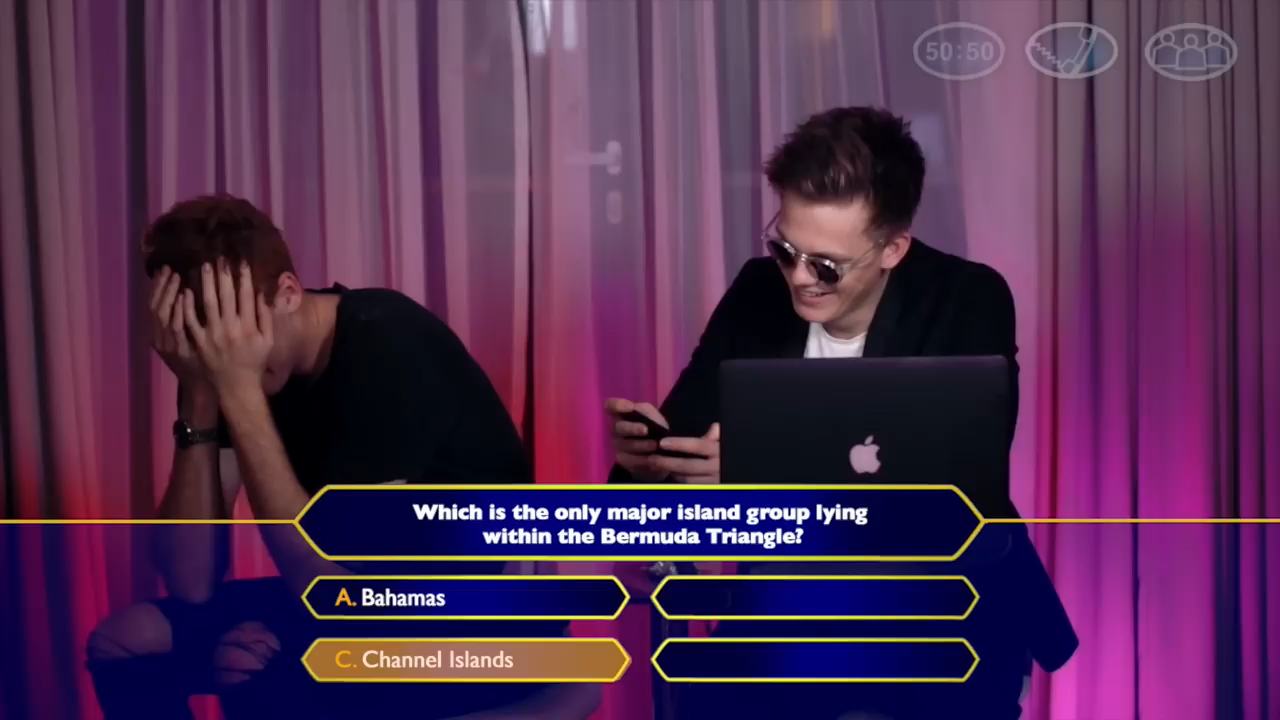 50:50
Which is the only major island group lying
within the Bermuda Triangle?
A. Bahamas
C. Channel Islands